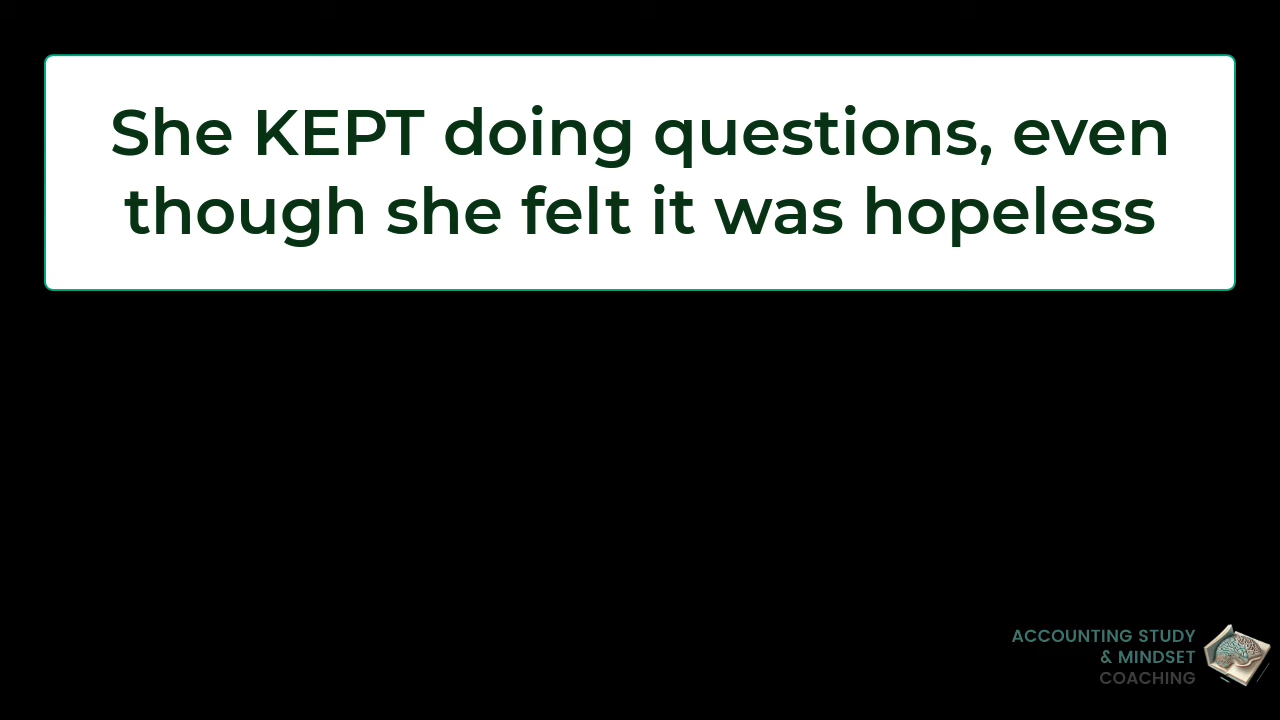 She KEPT doing questions, even
though she felt it was hopeless
ACCOUNTING STUDY
& MINDSET
COACHING